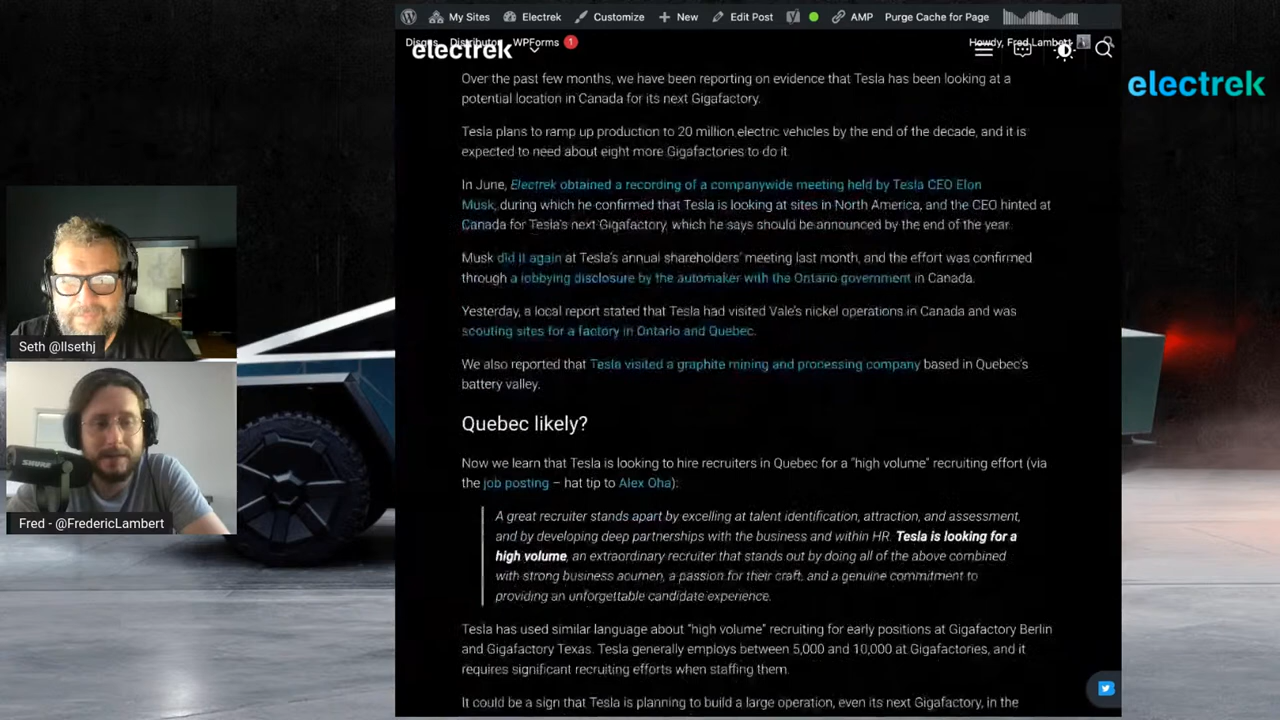 My Sites Electrek Customize New Edit Post AMP Purge Cache for Page
Disqus Distributor WPForms 1 Howdy, Fred Lambert
electrek
electrek
Over the past few months, we have been reporting on evidence that Tesla has been looking at a
potential location in Canada for its next Gigafactory.
Tesla plans to ramp up production to 20 million electric vehicles by the end of the decade, and it is
expected to need about eight more Gigafactories to do it.
In June, Electrek obtained a recording of a companywide meeting held by Tesla CEO Elon
Musk, during which he confirmed that Tesla is looking at sites in North America, and the CEO hinted at
Canada for Tesla's next Gigafactory, which he says should be announced by the end of the year.
Musk did it again at Tesla's annual shareholders' meeting last month, and the effort was confirmed
through a lobbying disclosure by the automaker with the Ontario government in Canada.
Yesterday, a local report stated that Tesla had visited Vale's nickel operations in Canada and was
scouting sites for a factory in Ontario and Quebec.
We also reported that Tesla visited a graphite mining and processing company based in Quebec's
battery valley.
Quebec likely?
Now we learn that Tesla is looking to hire recruiters in Quebec for a "high volume" recruiting effort (via
the job posting – hat tip to Alex Oha):
A great recruiter stands apart by excelling at talent identification, attraction, and assessment,
and by developing deep partnerships with the business and within HR. Tesla is looking for a
high volume, an extraordinary recruiter that stands out by doing all of the above combined
with strong business acumen, a passion for their craft, and a genuine commitment to
providing an unforgettable candidate experience.
Tesla has used similar language about "high volume" recruiting for early positions at Gigafactory Berlin
and Gigafactory Texas. Tesla generally employs between 5,000 and 10,000 at Gigafactories, and it
requires significant recruiting efforts when staffing them.
It could be a sign that Tesla is planning to build a large operation, even its next Gigafactory, in the
Seth @llsethj
SHURE
Fred - @FredericLambert